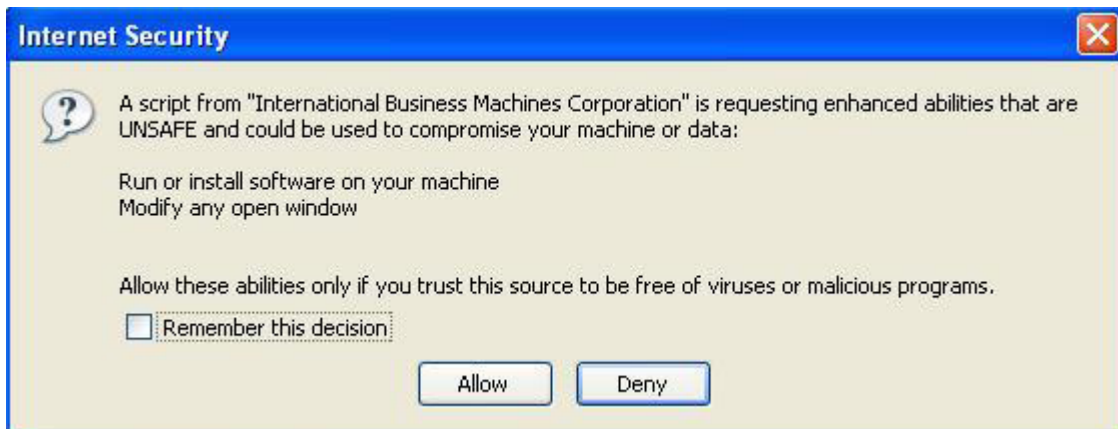 Internet Security
A script from "International Business Machines Corporation" is requesting enhanced abilities that are
UNSAFE and could be used to compromise your machine or data:
Run or install software on your machine
Modify any open window
Allow these abilities only if you trust this source to be free of viruses or malicious programs.
Remember this decision
Allow Deny